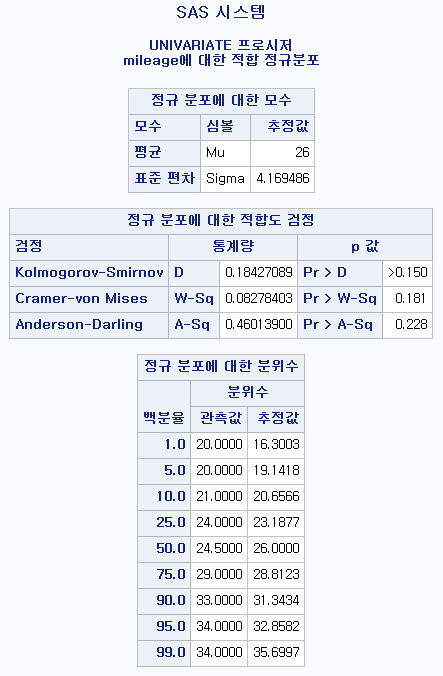 SAS 시스템
UNIVARIATE 프로시저
mileage에 대한 적합 정규분포
정규 분포에 대한 모수
모수 심볼 추정값
평균 Mu 26
표준 편차 Sigma 4.169486
정규 분포에 대한 적합도 검정
검정 통계량 p 값
Kolmogorov-Smirnov D 0.18427089 Pr > D >0.150
Cramer-von Mises W-Sq 0.08278403 Pr > W-Sq 0.181
Anderson-Darling A-Sq 0.46013900 Pr > A-Sq 0.228
정규 분포에 대한 분위수
분위수
백분율 관측값 추정값
1.0 20.0000 16.3003
5.0 20.0000 19.1418
10.0 21.0000 20.6566
25.0 24.0000 23.1877
50.0 24.5000 26.0000
75.0 29.0000 28.8123
90.0 33.0000 31.3434
95.0 34.0000 32.8582
99.0 34.0000 35.6997